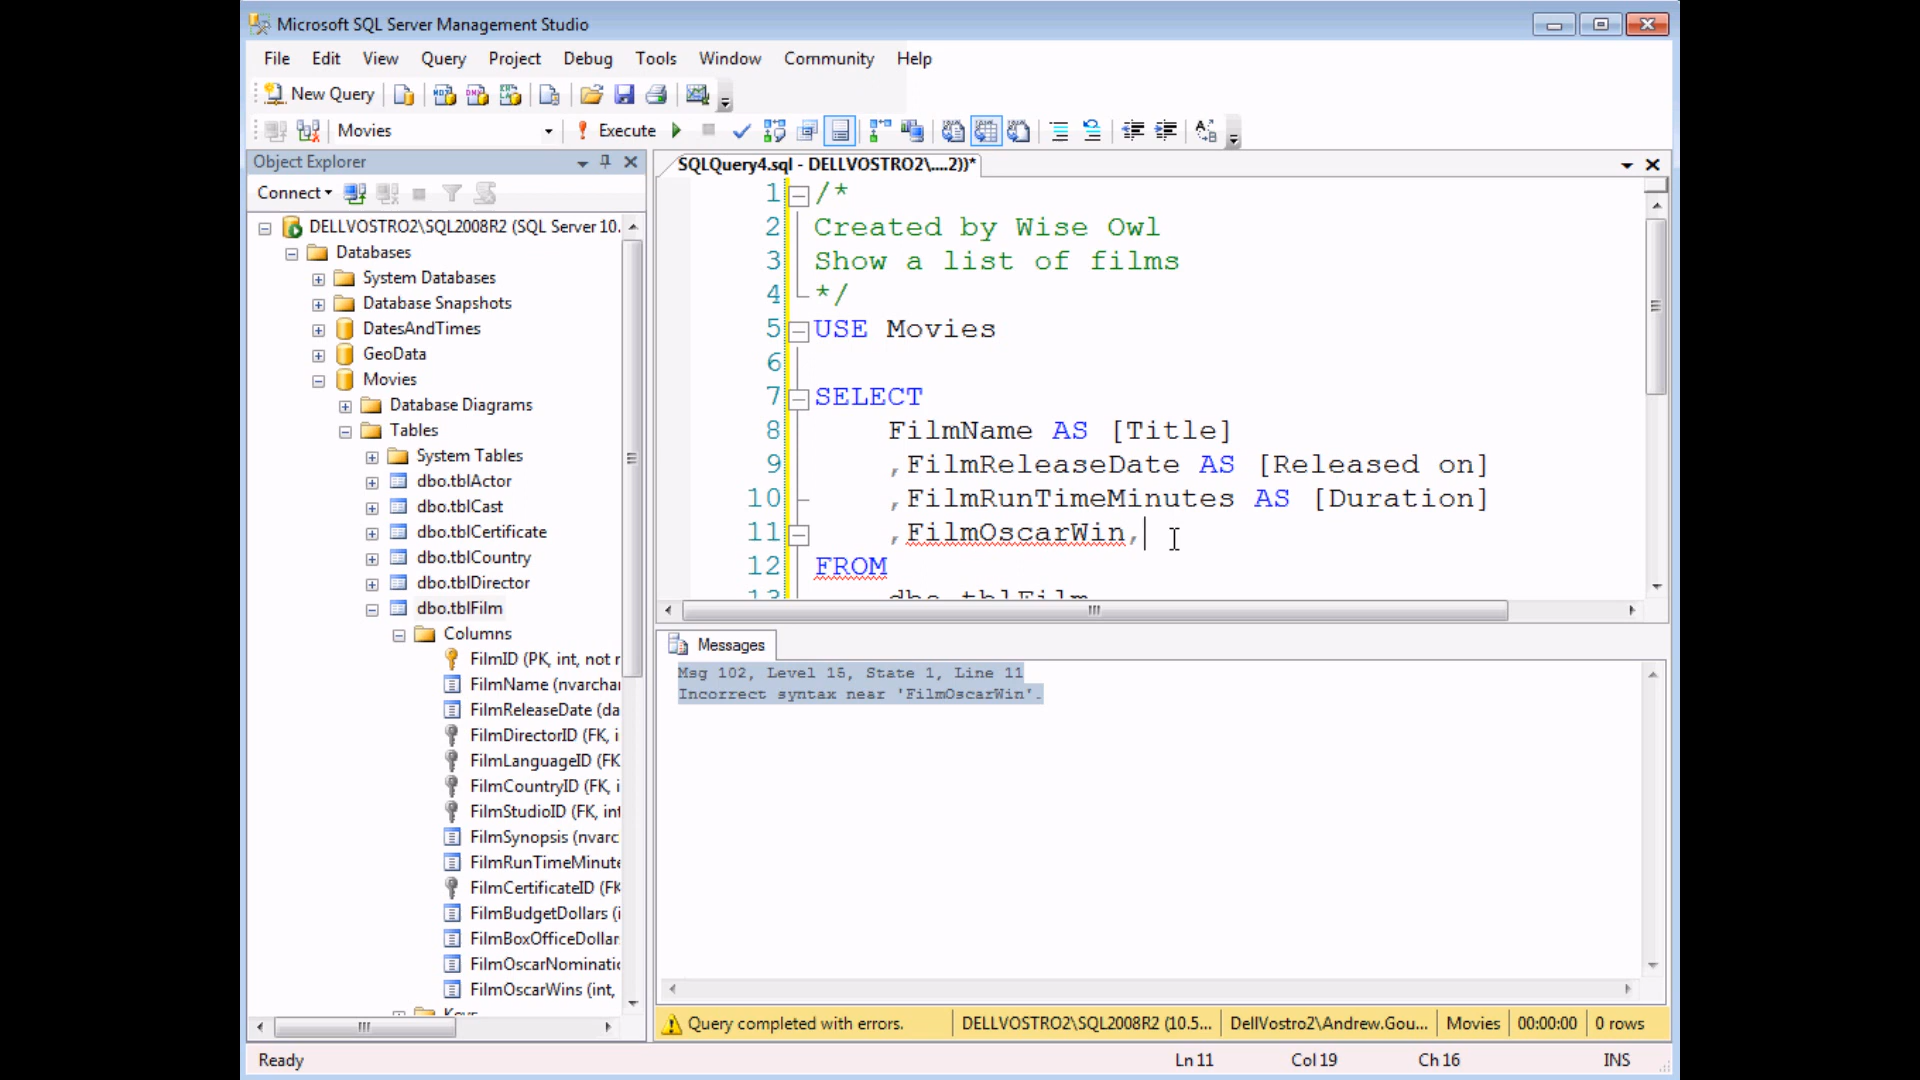 Microsoft SQL Server Management Studio
File Edit View Query Project Debug Tools Window Community Help
New Query
Movies Execute
Object Explorer
SQLQuery4.sql - DELLVOSTRO2\....2))*
Connect
DELLVOSTRO2\SQL2008R2 (SQL Server 10.
Databases
System Databases
Database Snapshots
DatesAndTimes
GeoData
Movies
Database Diagrams
Tables
System Tables
dbo.tblActor
dbo.tblCast
dbo.tblCertificate
dbo.tblCountry
dbo.tblDirector
dbo.tblFilm
Columns
FilmID (PK, int, not r
FilmName (nvarchar
FilmReleaseDate (da
FilmDirectorID (FK, i
FilmLanguageID (FK
FilmCountryID (FK, i
FilmStudioID (FK, int
FilmSynopsis (nvarc
FilmRunTimeMinute
FilmCertificateID (FK
FilmBudgetDollars (i
FilmBoxOfficeDollar
FilmOscarNominatio
FilmOscarWins (int,
Keys
1 /*
2 Created by Wise Owl
3 Show a list of films
4 */
5 USE Movies
6
7 SELECT
8 FilmName AS [Title]
9 ,FilmReleaseDate AS [Released on]
10 ,FilmRunTimeMinutes AS [Duration]
11 ,FilmOscarWin,
12 FROM
13 dbo.tblFilm
Messages
Msg 102, Level 15, State 1, Line 11
Incorrect syntax near 'FilmOscarWin'.
Query completed with errors. DELLVOSTRO2\SQL2008R2 (10.5... DellVostro2\Andrew.Gou... Movies 00:00:00 0 rows
Ready Ln 11 Col 19 Ch 16 INS